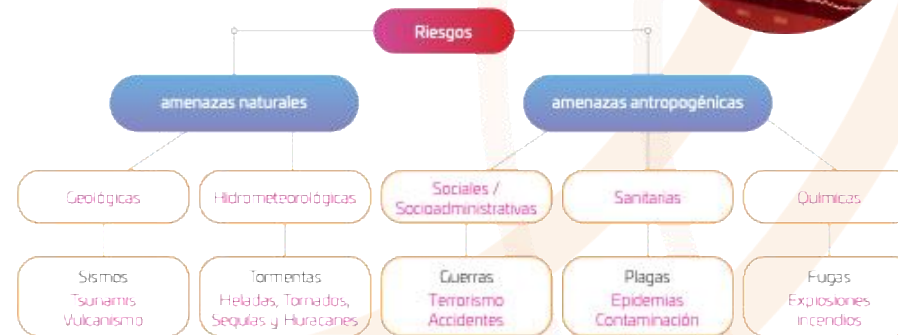 Riesgos
amenazas naturales
amenazas antropogénicas
Geológicas
Hidrometeorológicas
Sociales /
Socioadministrativas
Sanitarias
Químicas
Sismos
Tsunamis
Vulcanismo
Tormentas
Heladas, Tornados,
Sequías y Huracanes
Guerras
Terrorismo
Accidentes
Plagas
Epidemias
Contaminación
Fugas
Explosiones
incendios